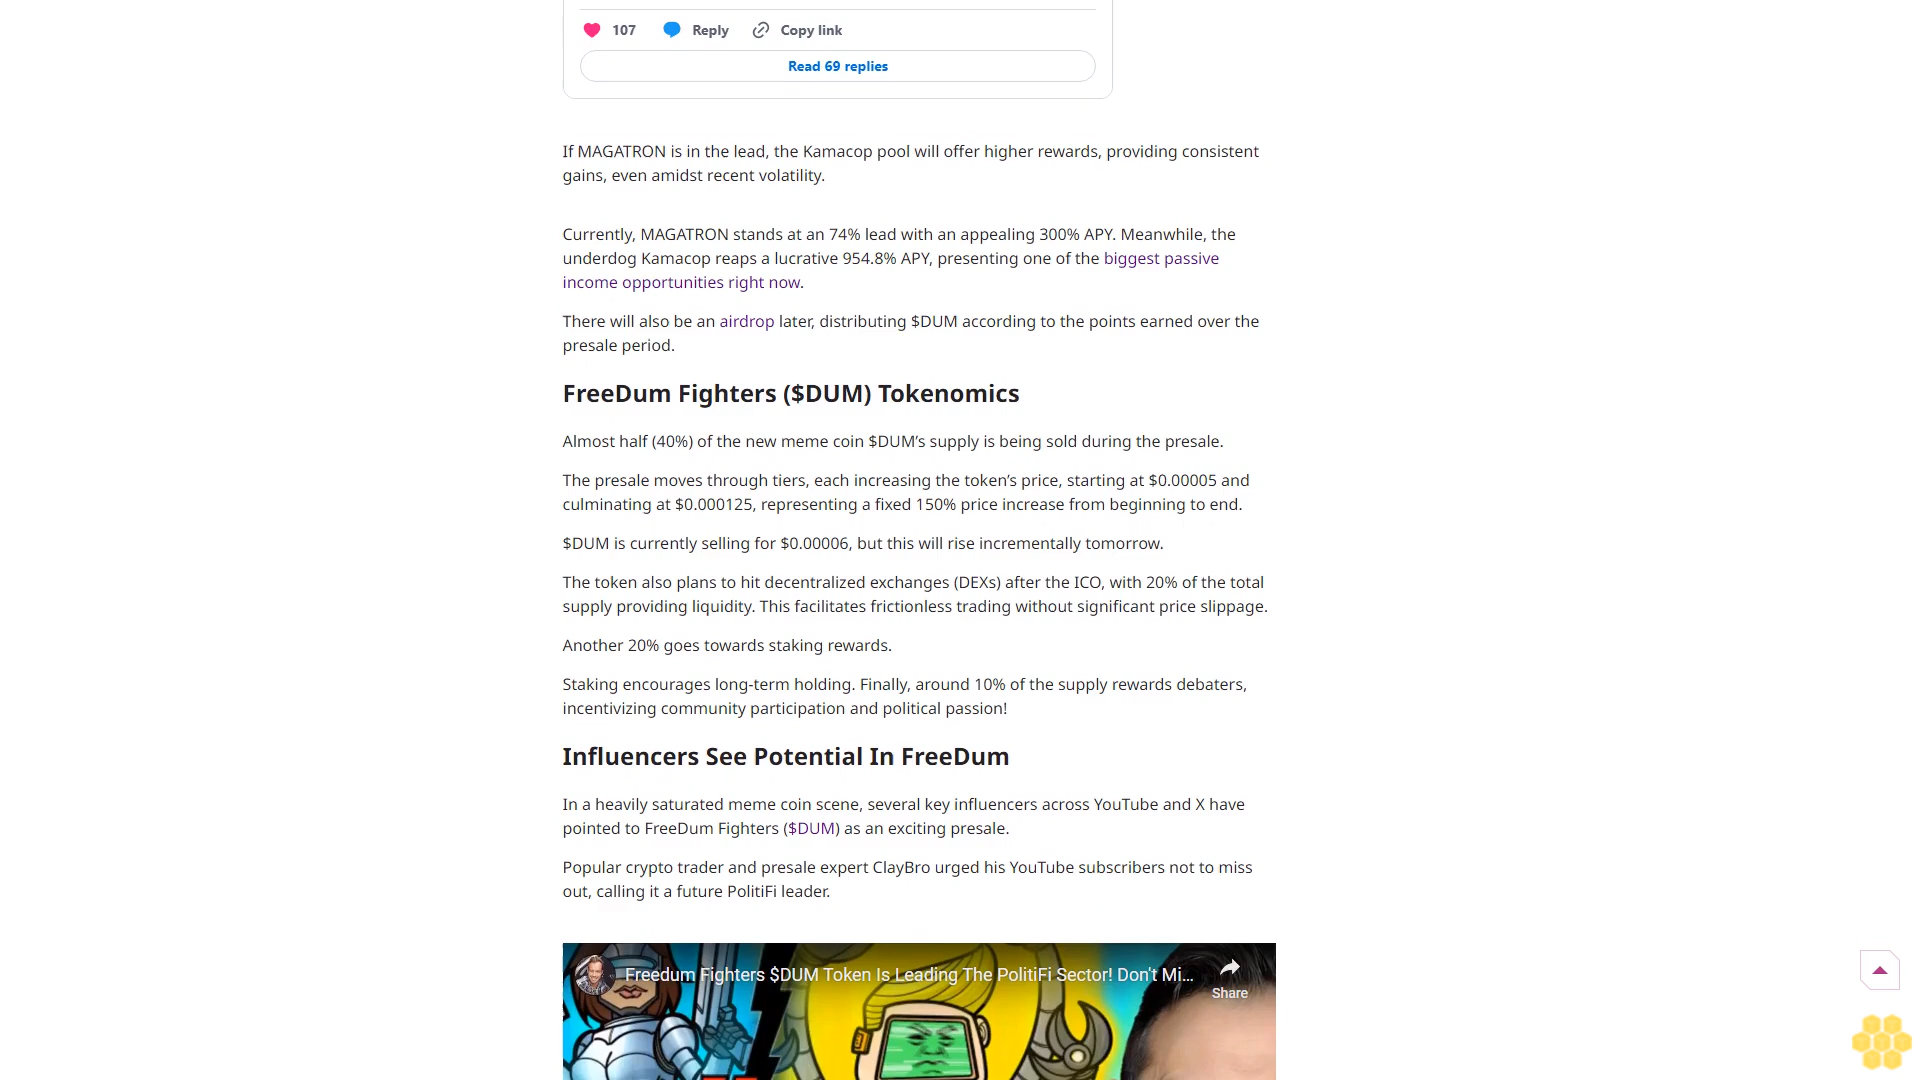 107 Reply Copy link
Read 69 replies
If MAGATRON is in the lead, the Kamacop pool will offer higher rewards, providing consistent
gains, even amidst recent volatility.
Currently, MAGATRON stands at an 74% lead with an appealing 300% APY. Meanwhile, the
underdog Kamacop reaps a lucrative 954.8% APY, presenting one of the biggest passive
income opportunities right now.
There will also be an airdrop later, distributing $DUM according to the points earned over the
presale period.
FreeDum Fighters ($DUM) Tokenomics
Almost half (40%) of the new meme coin $DUM’s supply is being sold during the presale.
The presale moves through tiers, each increasing the token’s price, starting at $0.00005 and
culminating at $0.000125, representing a fixed 150% price increase from beginning to end.
$DUM is currently selling for $0.00006, but this will rise incrementally tomorrow.
The token also plans to hit decentralized exchanges (DEXs) after the ICO, with 20% of the total
supply providing liquidity. This facilitates frictionless trading without significant price slippage.
Another 20% goes towards staking rewards.
Staking encourages long-term holding. Finally, around 10% of the supply rewards debaters,
incentivizing community participation and political passion!
Influencers See Potential In FreeDum
In a heavily saturated meme coin scene, several key influencers across YouTube and X have
pointed to FreeDum Fighters ($DUM) as an exciting presale.
Popular crypto trader and presale expert ClayBro urged his YouTube subscribers not to miss
out, calling it a future PolitiFi leader.
Freedum Fighters $DUM Token Is Leading The PolitiFi Sector! Don't Mi...
Share